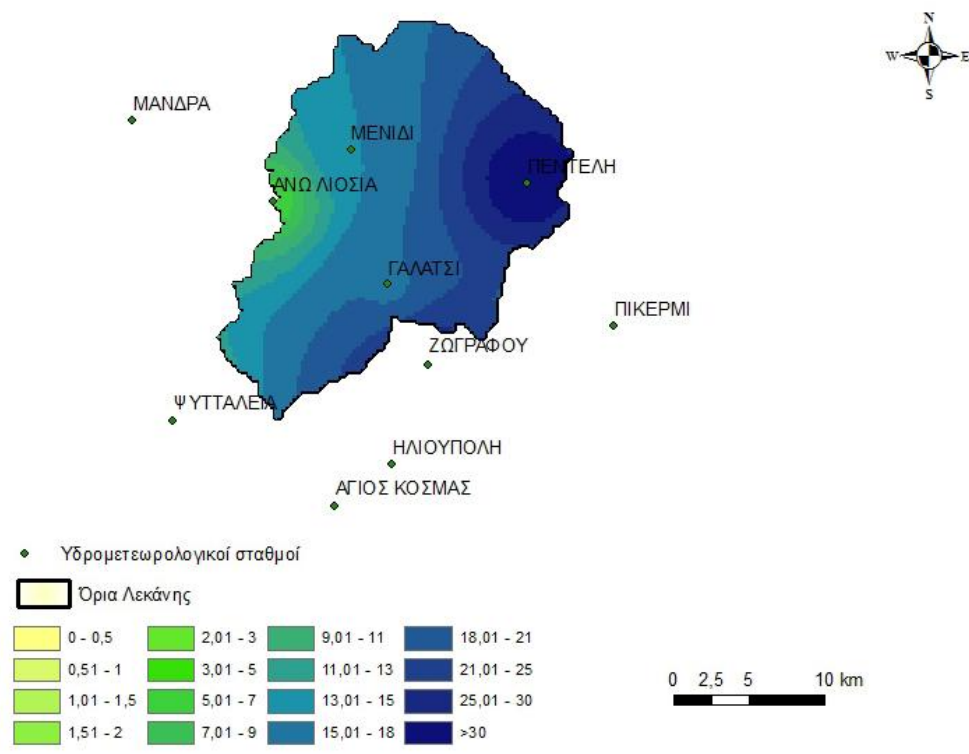 N
W E
S
ΜΑΝΔΡΑ
ΜΕΝΙΔΙ
ΠΕΝΤΕΛΗ
ΑΝΩ ΛΙΟΣΙΑ
ΓΑΛΑΤΣΙ
ΠΙΚΕΡΜΙ
ΖΩΓΡΑΦΟΥ
ΨΥΤΤΑΛΕΙΑ
ΗΛΙΟΥΠΟΛΗ
ΑΓΙΟΣ ΚΟΣΜΑΣ
Υδρομετεωρολογικοί σταθμοί
Όρια Λεκάνης
0 - 0,5
0,51 - 1
1,01 - 1,5
1,51 - 2
2,01 - 3
3,01 - 5
5,01 - 7
7,01 - 9
9,01 - 11
11,01 - 13
13,01 - 15
15,01 - 18
18,01 - 21
21,01 - 25
25,01 - 30
>30
0 2,5 5 10 km